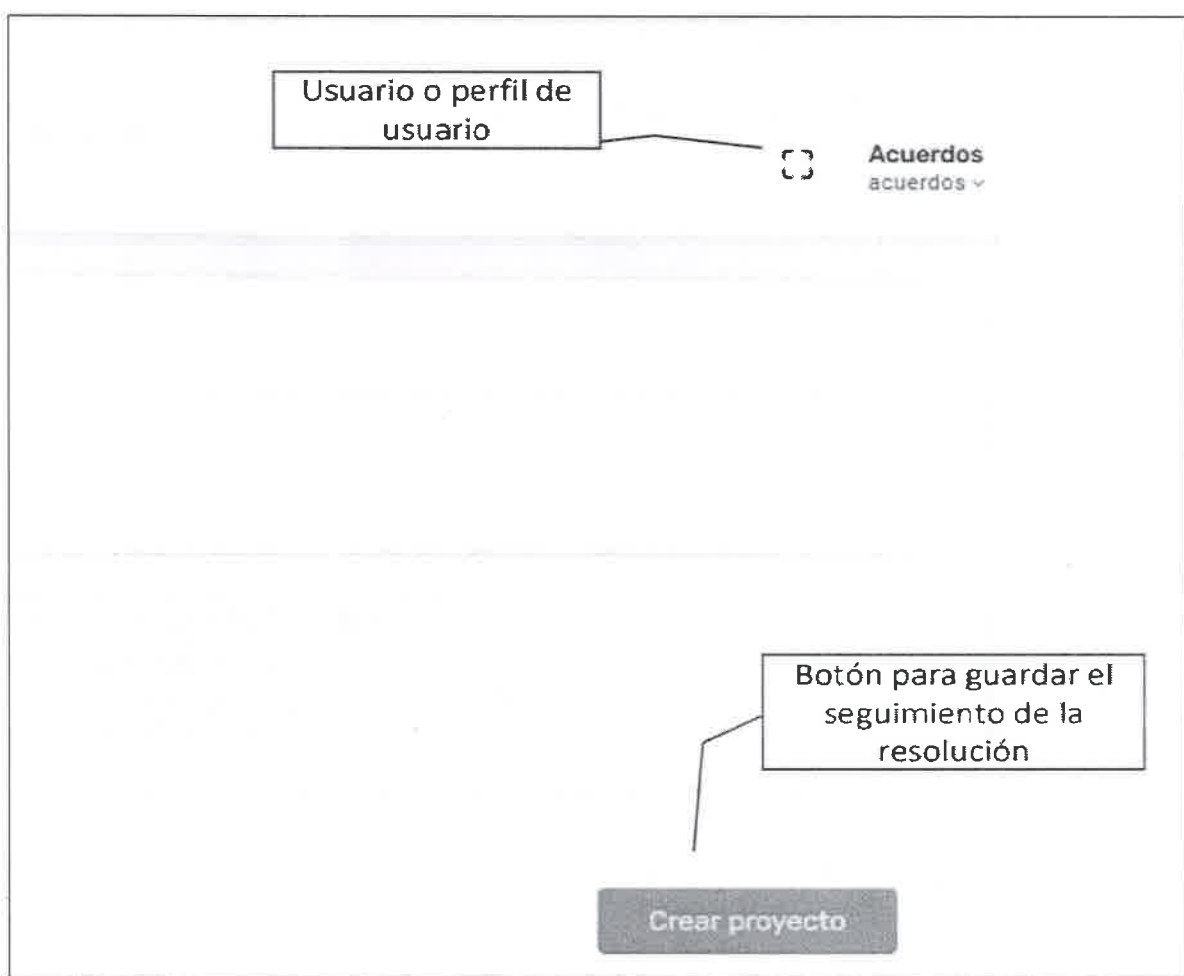 Usuario o perfil de
usuario
Acuerdos
acuerdos
Botón para guardar el
seguimiento de la
resolución
Crear proyecto